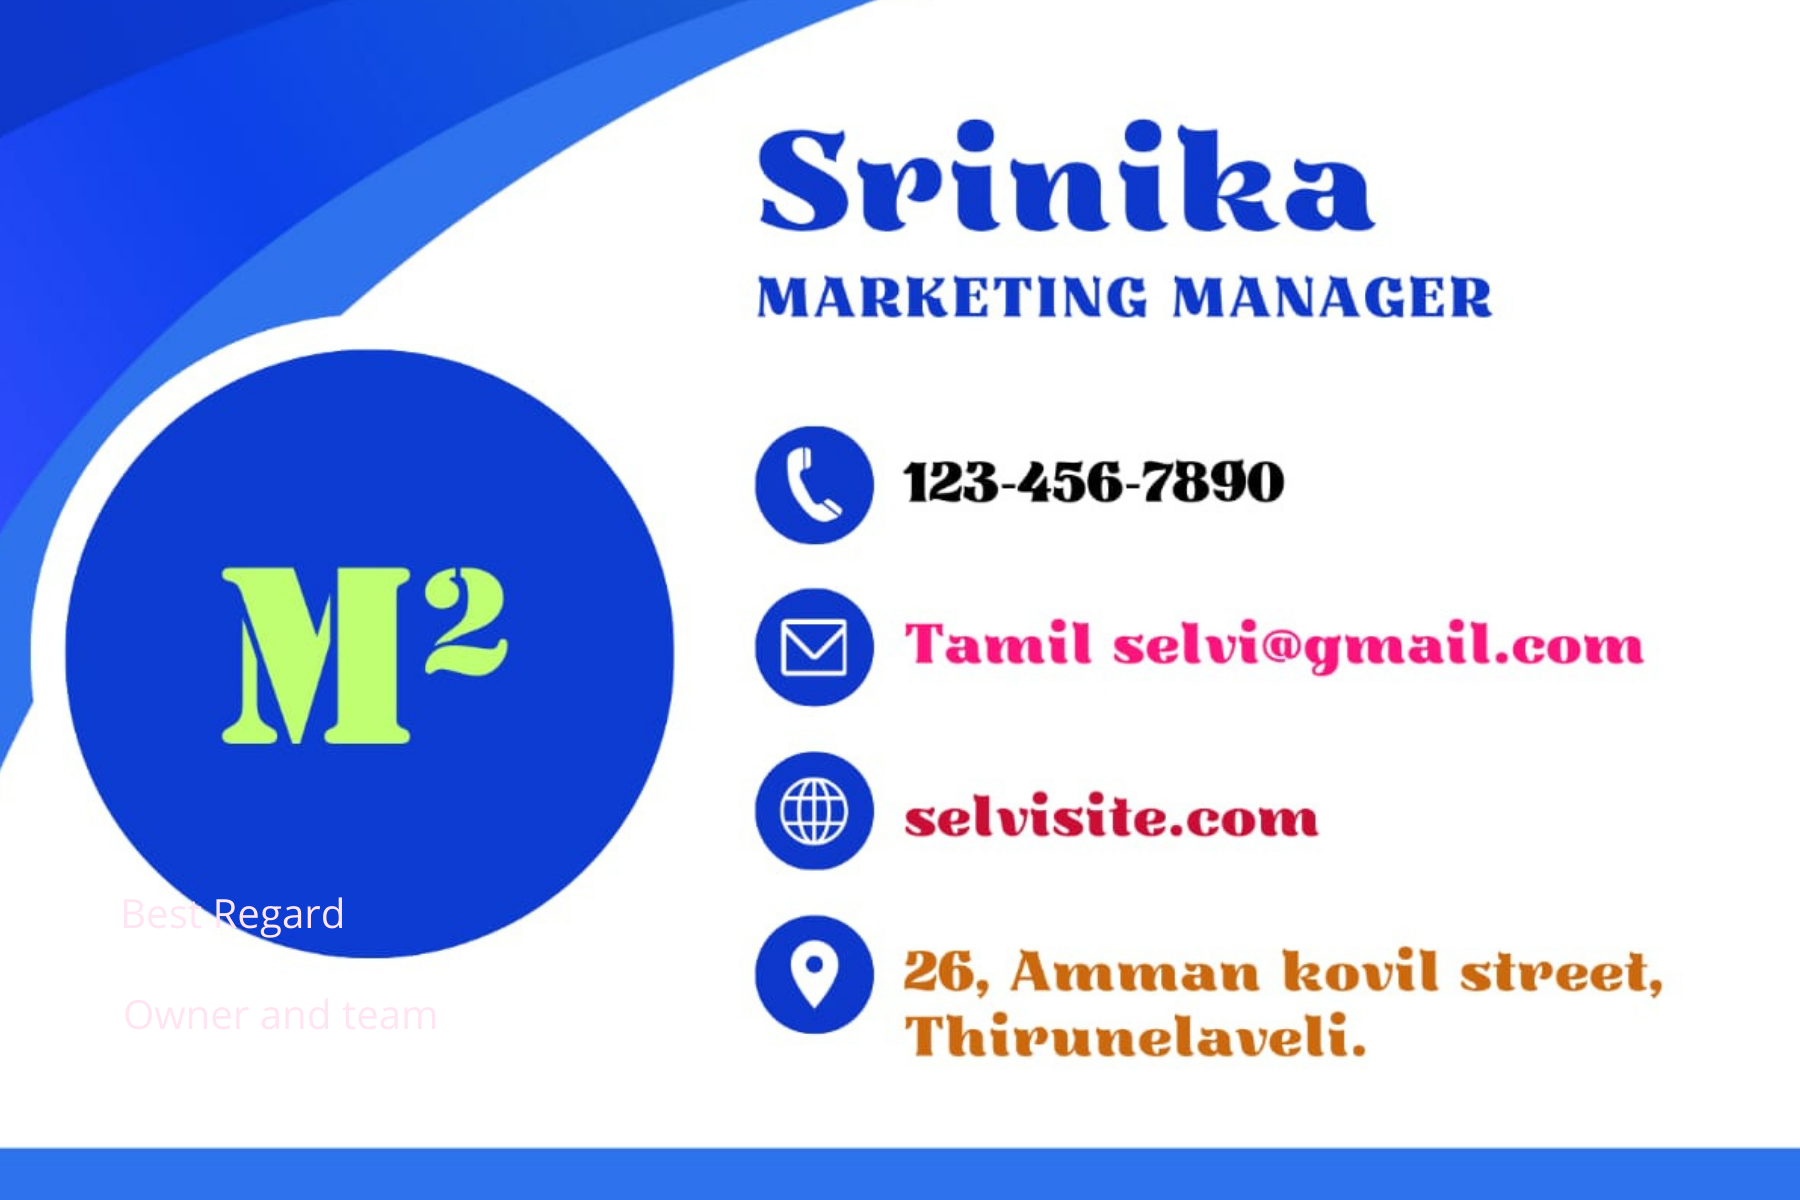 Srinika
MARKETING MANAGER
123-456-7890
Tamil selvi@gmail.com
selvisite.com
26, Amman kovil street,
Thirunelaveli.
M²
Best Regard
Owner and team